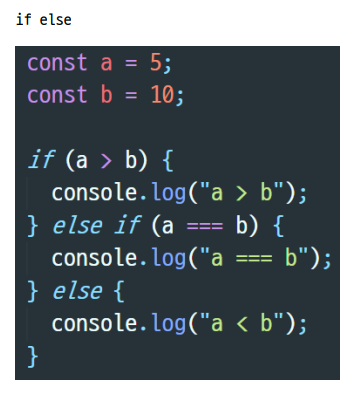 if else
const a = 5;
const b = 10;

if (a > b) {
  console.log("a > b");
} else if (a === b) {
  console.log("a === b");
} else {
  console.log("a < b");
}